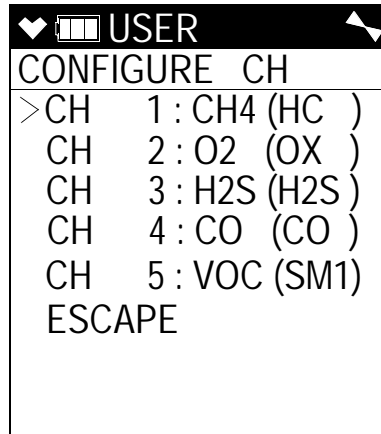 USER
CONFIGURE CH
>CH 1 : CH4 (HC )
CH 2 : O2 (OX )
CH 3 : H2S (H2S )
CH 4 : CO (CO )
CH 5 : VOC (SM1)
ESCAPE